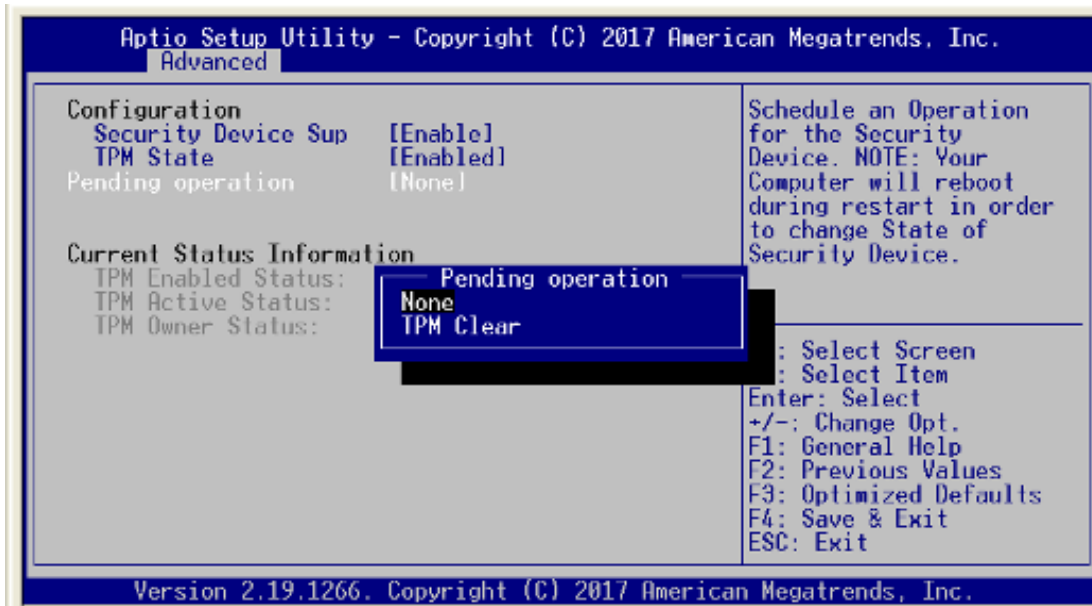 Aptio Setup Utility - Copyright (C) 2017 American Megatrends, Inc.
Advanced
Configuration
Security Device Sup [Enable]
TPM State [Enabled]
Pending operation [None]
Current Status Information
TPM Enabled Status:
TPM Active Status:
TPM Owner Status:
Pending operation
None
TPM Clear
Schedule an Operation
for the Security
Device. NOTE: Your
Computer will reboot
during restart in order
to change State of
Security Device.
: Select Screen
: Select Item
Enter: Select
+/-: Change Opt.
F1: General Help
F2: Previous Values
F3: Optimized Defaults
F4: Save & Exit
ESC: Exit
Version 2.19.1266. Copyright (C) 2017 American Megatrends, Inc.